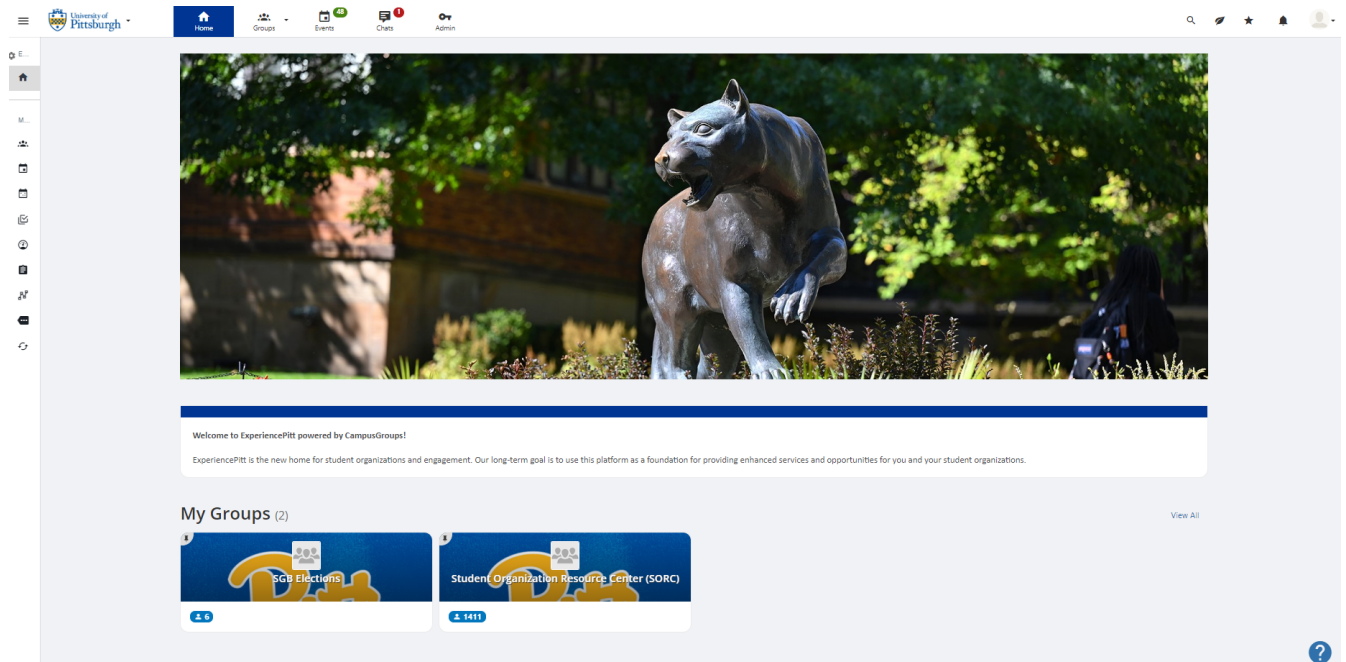 University of
Pittsburgh
Home
Groups
Events
48
Chats
1
Admin
E...
M...
Welcome to ExperiencePitt powered by CampusGroups!
ExperiencePitt is the new home for student organizations and engagement. Our long-term goal is to use this platform as a foundation for providing enhanced services and opportunities for you and your student organizations.
My Groups (2)
View All
Pitt
SGB Elections
6
Pitt
Student Organization Resource Center (SORC)
1411
?